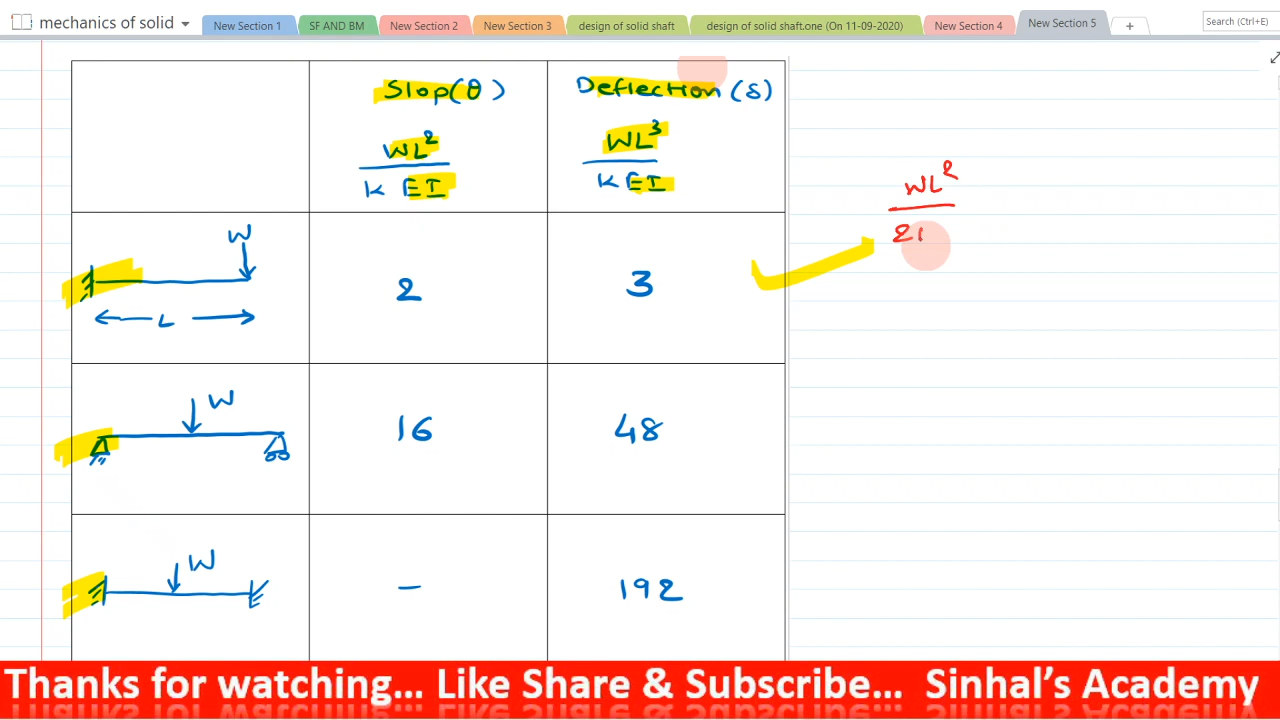 mechanics of solid
New Section 1
SF AND BM
New Section 2
New Section 3
design of solid shaft
design of solid shaft.one (On 11-09-2020)
New Section 4
New Section 5
+
Search (Ctrl+E)
Slop(θ)
Deflection (δ)
WL²
K EI
WL³
K EI
WL²
2I
W
L
2
3
W
16
48
W
–
192
Thanks for watching... Like Share & Subscribe... Sinhal's Academy